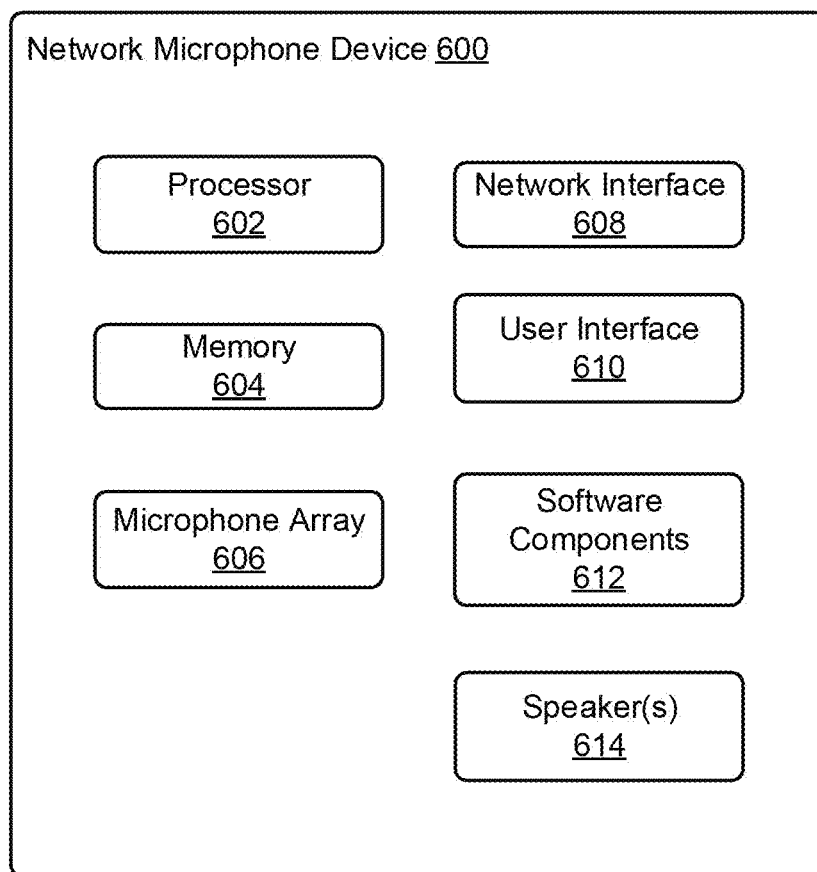 Network Microphone Device 600
Processor
602
Network Interface
608
Memory
604
User Interface
610
Microphone Array
606
Software
Components
612
Speaker(s)
614